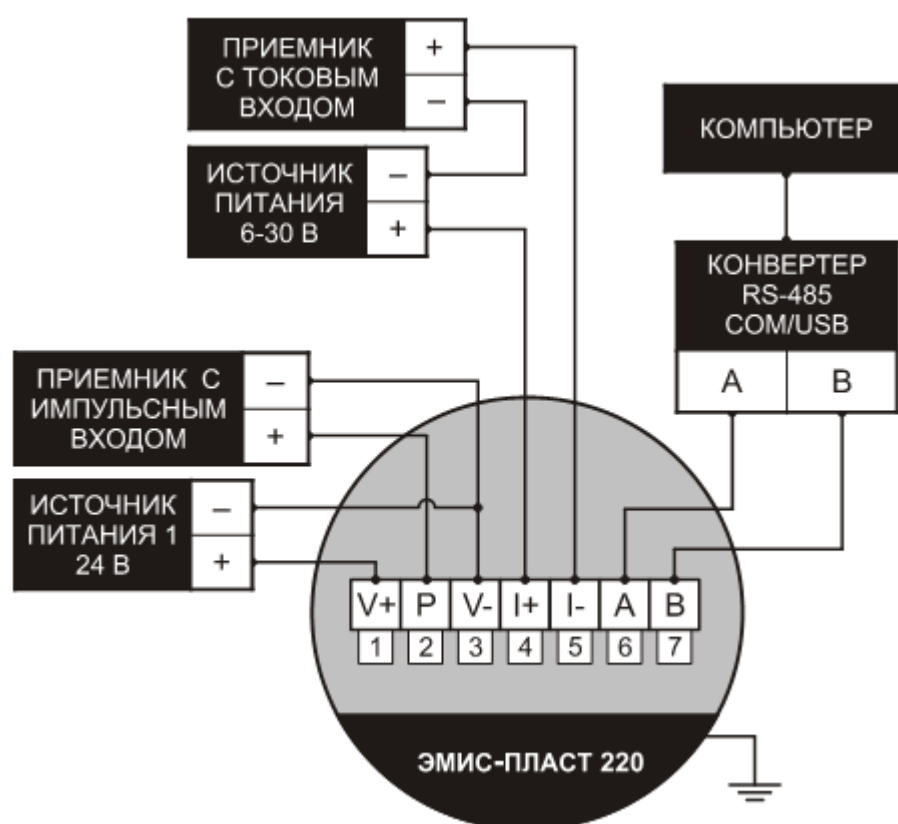 ПРИЕМНИК
С ТОКОВЫМ
ВХОДОМ
+
–
ИСТОЧНИК
ПИТАНИЯ
6-30 В
–
+
КОМПЬЮТЕР
КОНВЕРТЕР
RS-485
COM/USB
A B
ПРИЕМНИК С
ИМПУЛЬСНЫМ
ВХОДОМ
–
+
ИСТОЧНИК
ПИТАНИЯ 1
24 В
–
+
V+ P V- I+ I- A B
1 2 3 4 5 6 7
ЭМИС-ПЛАСТ 220